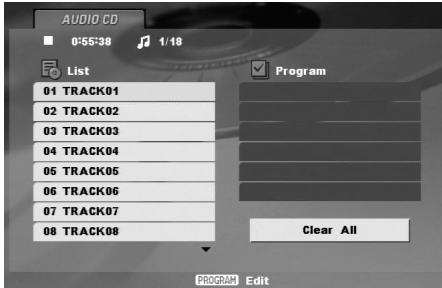 AUDIO CD
0:55:38 1/18
List
Program
01 TRACK01
02 TRACK02
03 TRACK03
04 TRACK04
05 TRACK05
06 TRACK06
07 TRACK07
08 TRACK08
Clear All
PROGRAM Edit